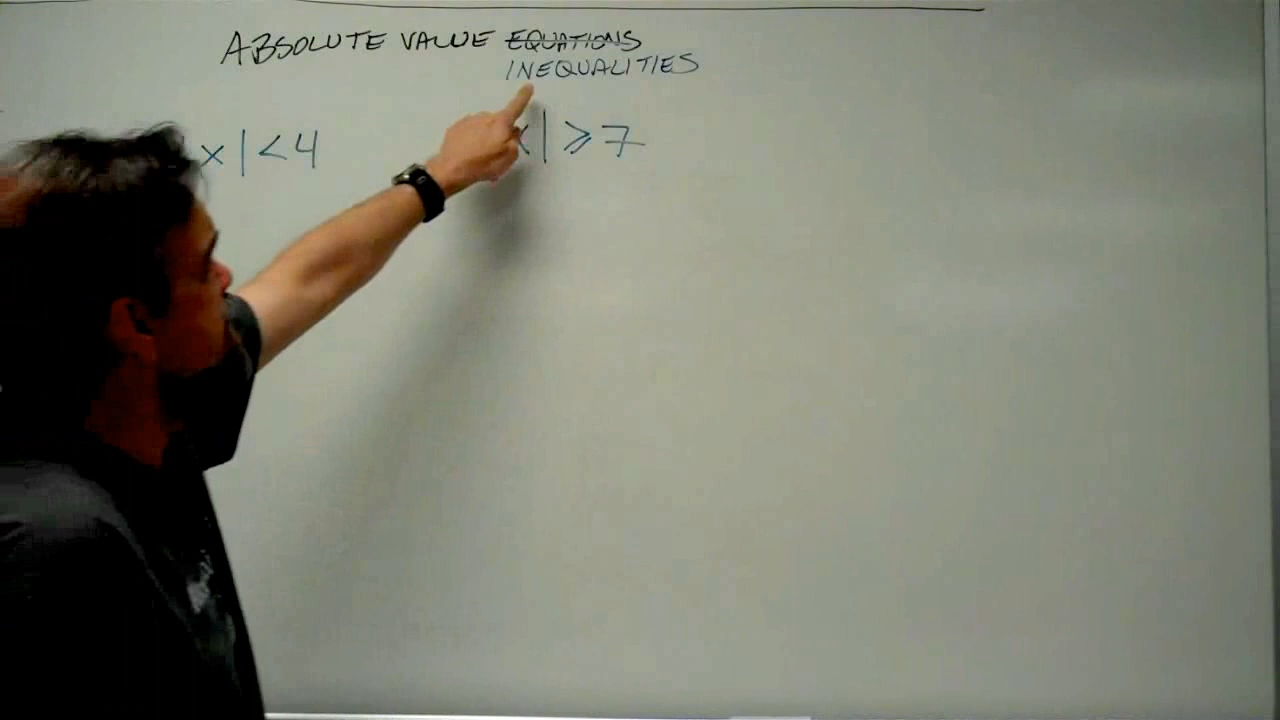 ABSOLUTE VALUE EQUATIONS
INEQUALITIES
x | < 4
x | ≥ 7